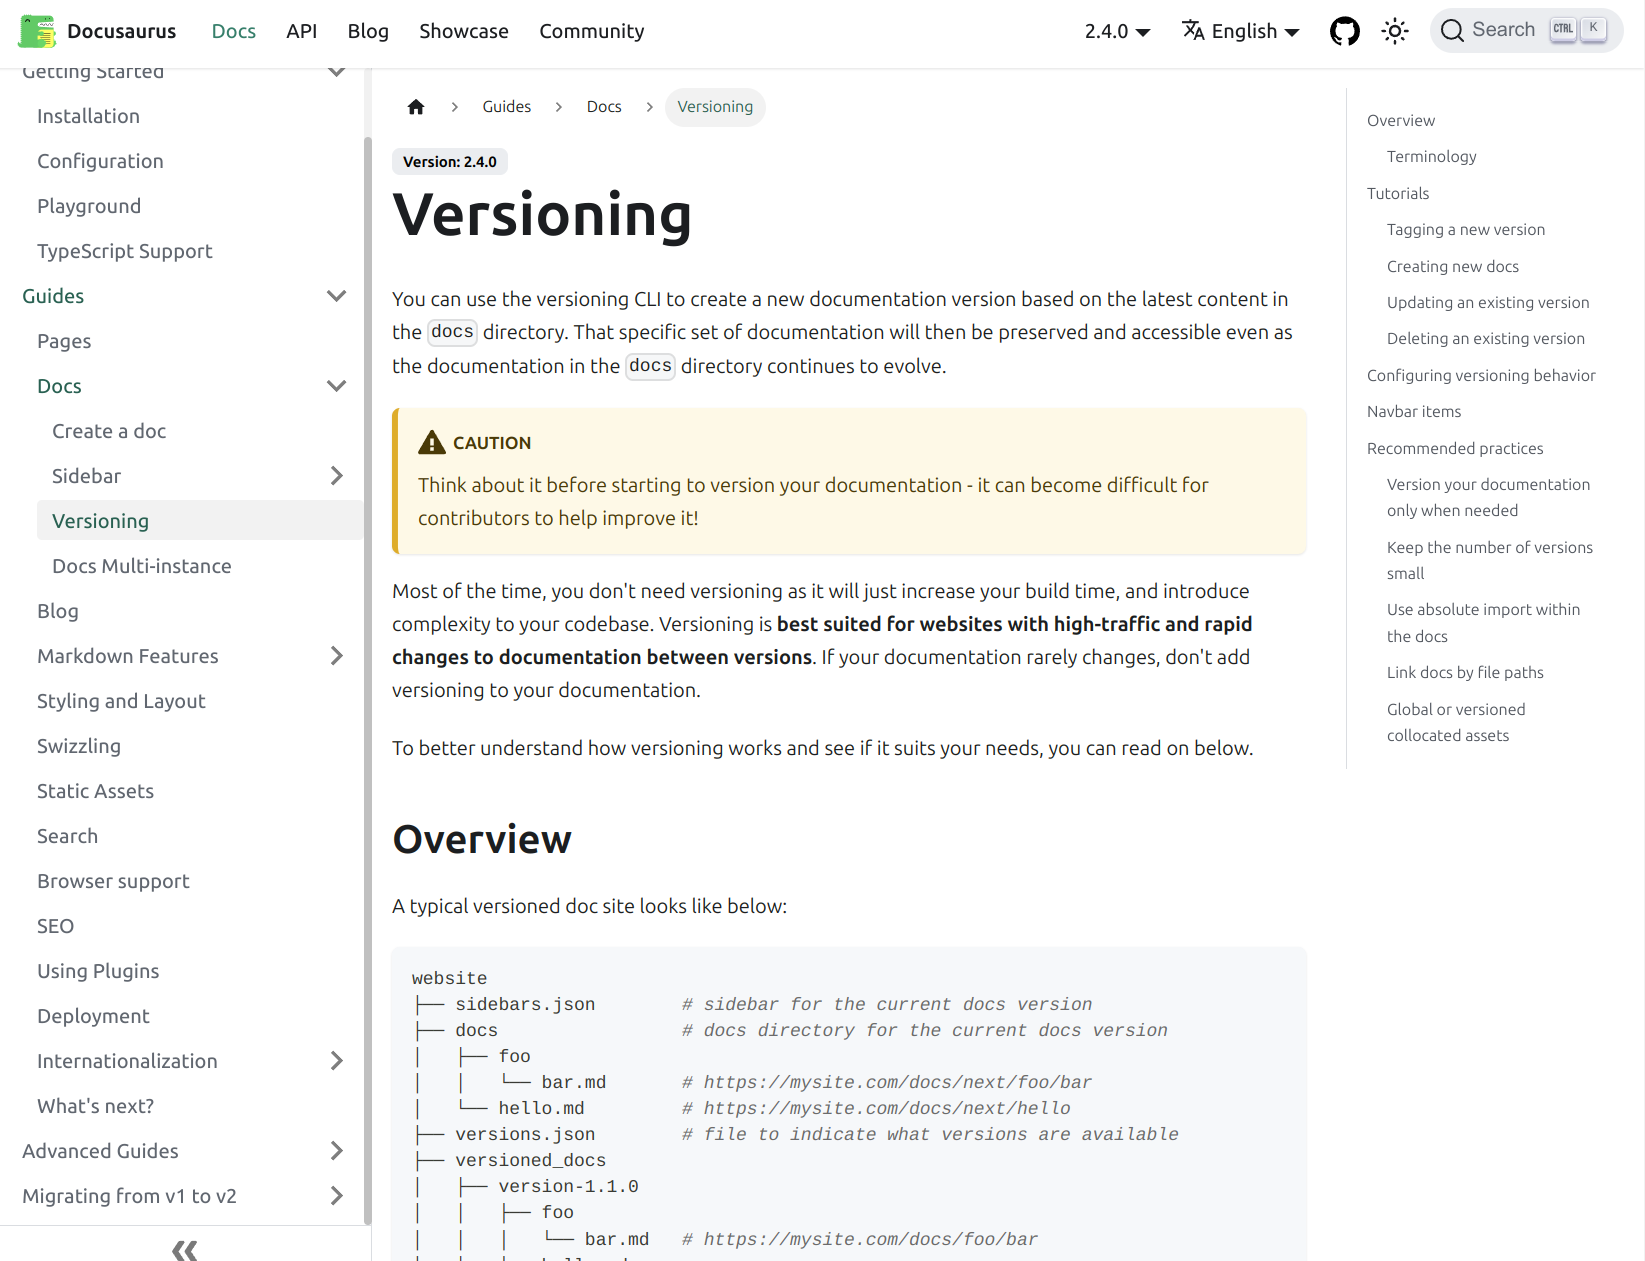 Docusaurus Docs API Blog Showcase Community 2.4.0 English Search CTRL K
Getting Started
Installation
Configuration
Playground
TypeScript Support
Guides
Pages
Docs
Create a doc
Sidebar
Versioning
Docs Multi-instance
Blog
Markdown Features
Styling and Layout
Swizzling
Static Assets
Search
Browser support
SEO
Using Plugins
Deployment
Internationalization
What's next?
Advanced Guides
Migrating from v1 to v2
Guides > Docs > Versioning
Version: 2.4.0
Versioning
You can use the versioning CLI to create a new documentation version based on the latest content in
the docs directory. That specific set of documentation will then be preserved and accessible even as
the documentation in the docs directory continues to evolve.
CAUTION
Think about it before starting to version your documentation - it can become difficult for
contributors to help improve it!
Most of the time, you don't need versioning as it will just increase your build time, and introduce
complexity to your codebase. Versioning is best suited for websites with high-traffic and rapid
changes to documentation between versions. If your documentation rarely changes, don't add
versioning to your documentation.
To better understand how versioning works and see if it suits your needs, you can read on below.
Overview
A typical versioned doc site looks like below:
website
├── sidebars.json        # sidebar for the current docs version
├── docs                 # docs directory for the current docs version
│   ├── foo
│   │   └── bar.md       # https://mysite.com/docs/next/foo/bar
│   └── hello.md         # https://mysite.com/docs/next/hello
├── versions.json        # file to indicate what versions are available
├── versioned_docs
│   ├── version-1.1.0
│   │   ├── foo
│   │   │   └── bar.md   # https://mysite.com/docs/foo/bar
Overview
Terminology
Tutorials
Tagging a new version
Creating new docs
Updating an existing version
Deleting an existing version
Configuring versioning behavior
Navbar items
Recommended practices
Version your documentation
only when needed
Keep the number of versions
small
Use absolute import within
the docs
Link docs by file paths
Global or versioned
collocated assets